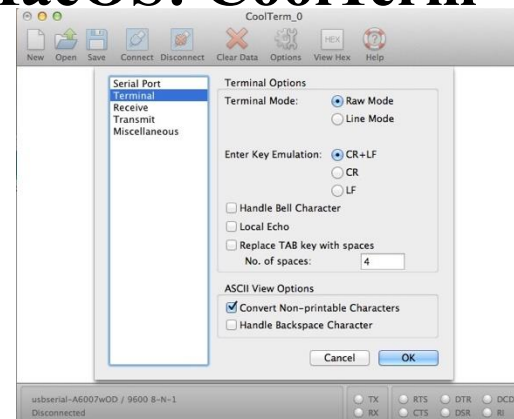 MacOS: CoolTerm
CoolTerm_0
New Open Save Connect Disconnect Clear Data Options View Hex Help
HEX
Serial Port
Terminal
Receive
Transmit
Miscellaneous
Terminal Options
Terminal Mode: Raw Mode
Line Mode
Enter Key Emulation: CR+LF
CR
LF
Handle Bell Character
Local Echo
Replace TAB key with spaces
No. of spaces: 4
ASCII View Options
Convert Non-printable Characters
Handle Backspace Character
Cancel OK
usbserial-A6007wOD / 9600 8-N-1
Disconnected
TX RTS DTR DCD
RX CTS DSR RI